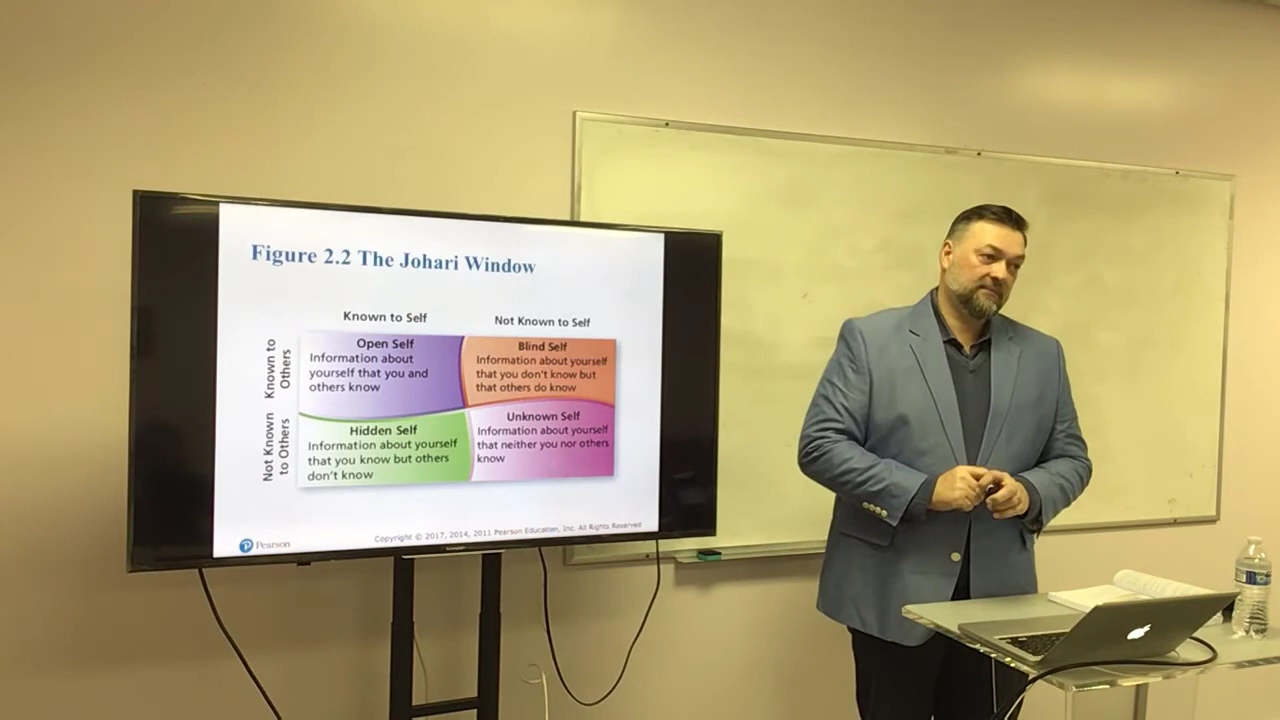 Figure 2.2 The Johari Window
Known to Self
Not Known to Self
Known to
Others
Open Self
Information about
yourself that you and
others know
Blind Self
Information about yourself
that you don't know but
that others do know
Not Known
to Others
Hidden Self
Information about yourself
that you know but others
don't know
Unknown Self
Information about yourself
that neither you nor others
know
Pearson
Copyright © 2017, 2014, 2011 Pearson Education, Inc. All Rights Reserved